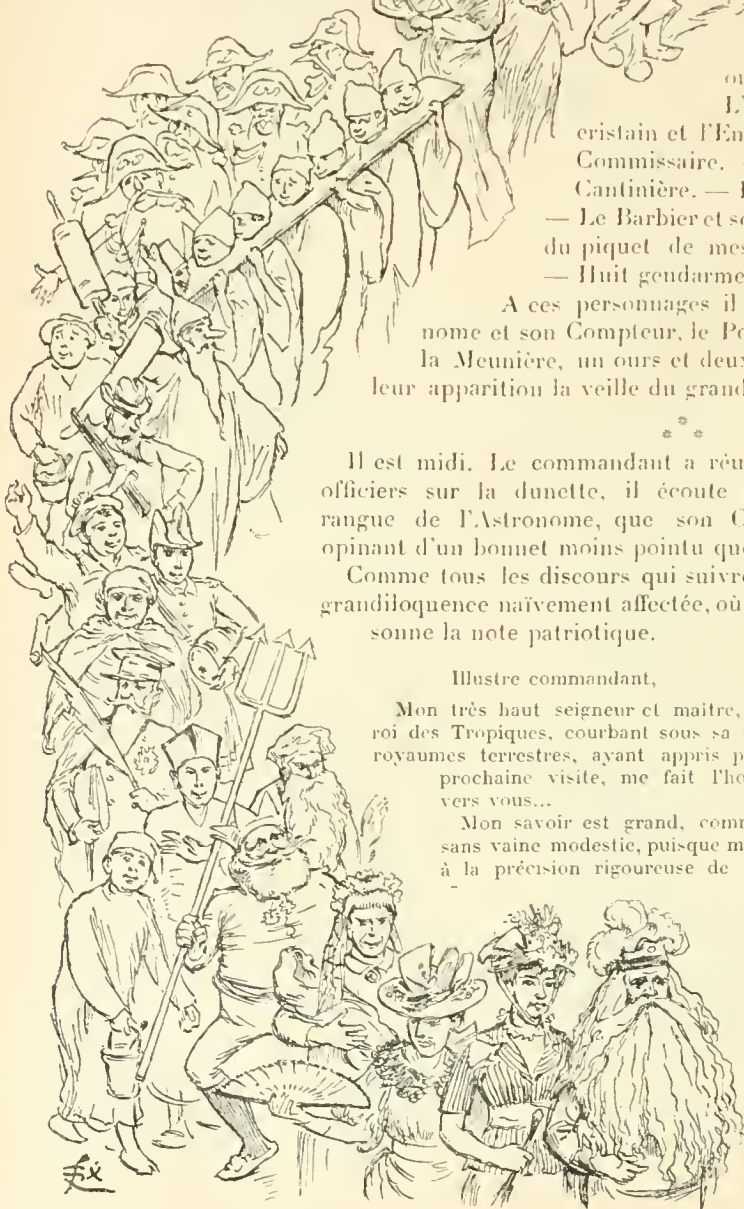 ou
L'
cristain et l'En
Commissaire.
Cantinière. —
— Le Barbier et se
du piquet de mes
— Huit gendarme
A ces personnages il
nome et son Compteur, le Po
la Meunière, un ours et deux
leur apparition la veille du grand
Il est midi. Le commandant a réu
officiers sur la dunette, il écoute
rangue de l'Astronome, que son C
opinant d'un bonnet moins pointu que
Comme tous les discours qui suivre
grandiloquence naïvement affectée, où
sonne la note patriotique.
Illustre commandant,
Mon très haut seigneur et maître,
roi des Tropiques, courbant sous sa
royaumes terrestres, ayant appris p
prochaine visite, me fait l'ho
vers vous...
Mon savoir est grand, comm
sans vaine modestie, puisque m
à la précision rigoureuse de